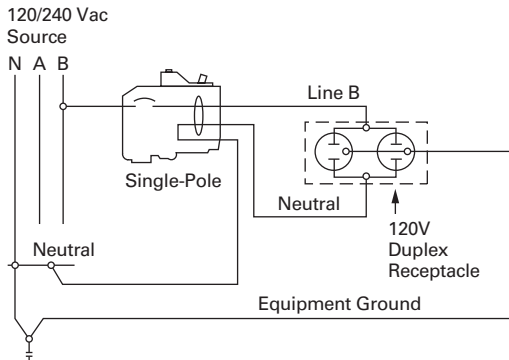 120/240 Vac
Source
N A B
Line B
Single-Pole
Neutral
120V
Duplex
Receptacle
Neutral
Equipment Ground